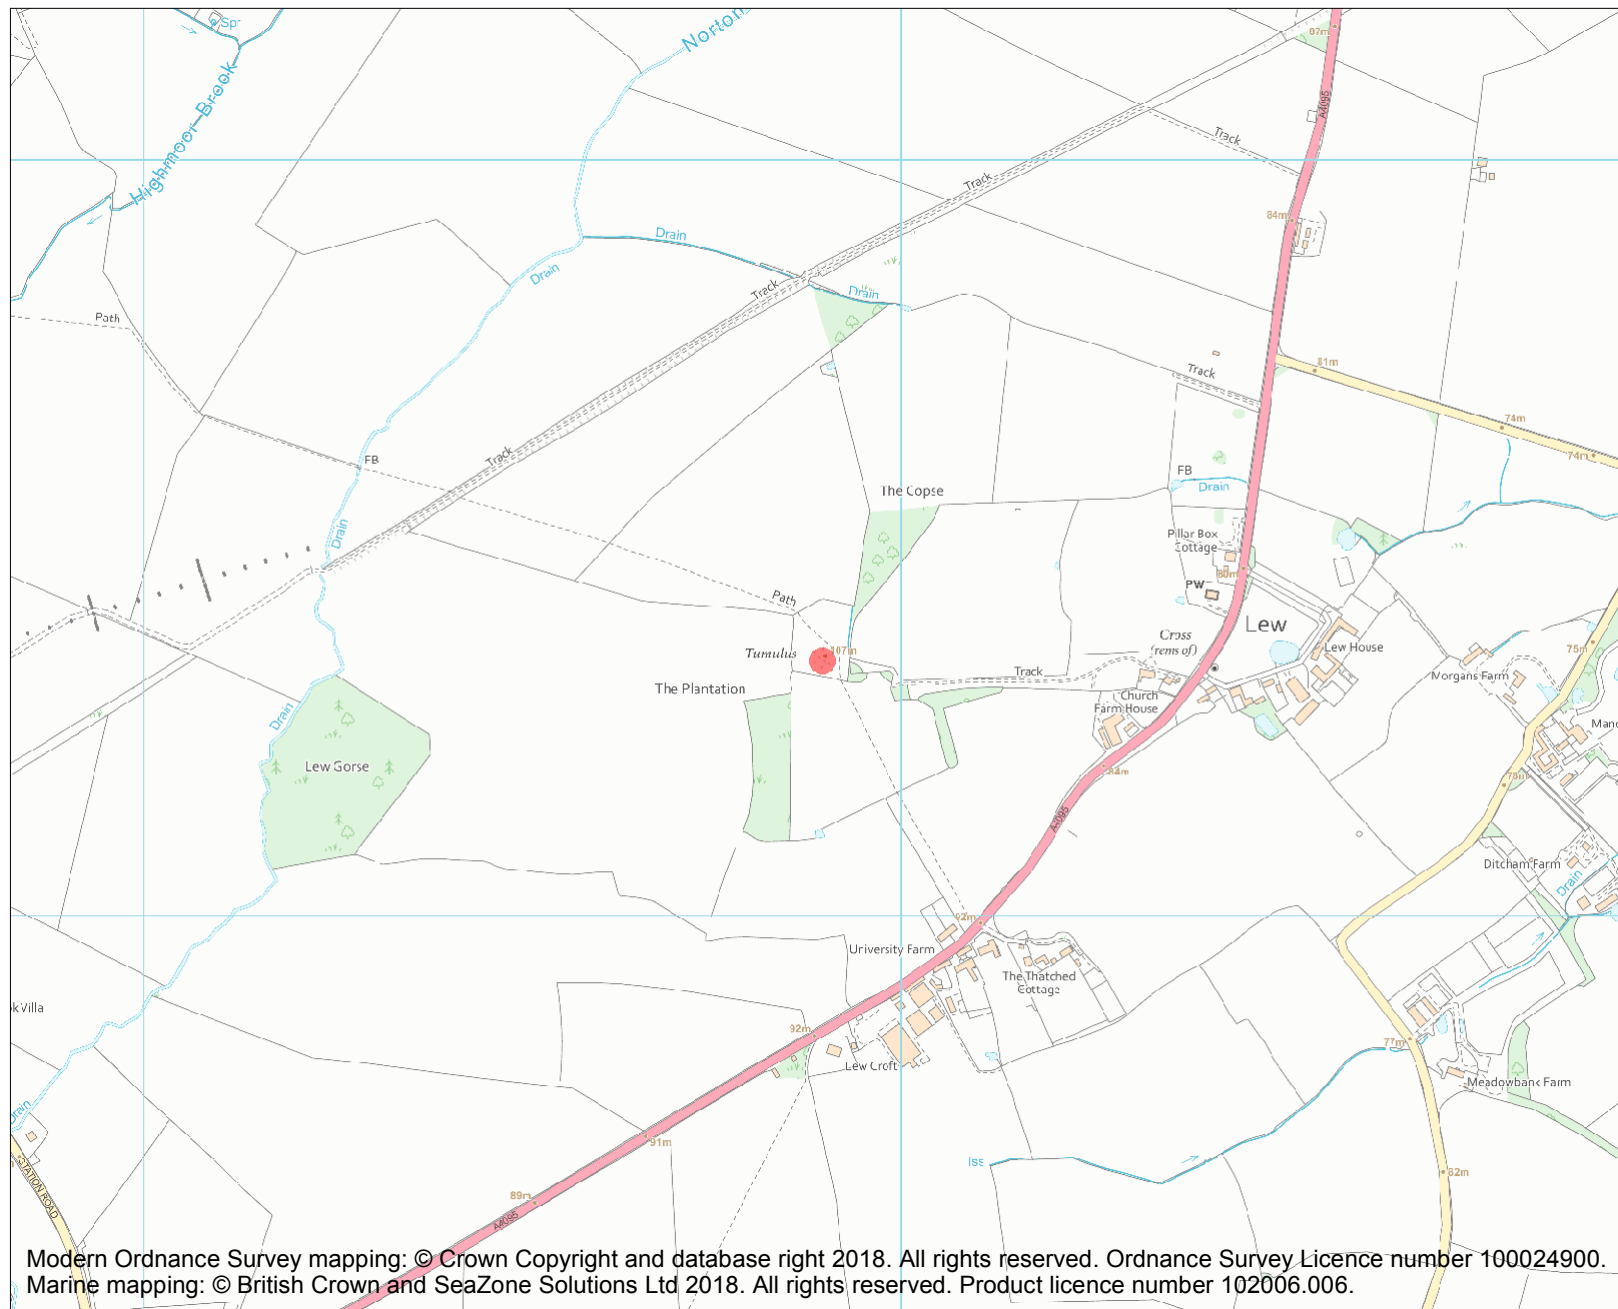 Spr
Norton
97m
Highmoor Brook
A4095
Track
Track
84m
Drain
Drain
Track
Drain
Path
81m
Track
74m
FB
Track
74m
FB
Drain
The Copse
Drain
Pillar Box
Cottage
80m
PW
Path
Lew
Cross
(rems of)
Tumulus
107m
Lew House
75m
Track
Morgans Farm
The Plantation
Church
Farm House
Drain
Lew Gorse
84m
A4095
Ditcham Farm
Drain
92m
University Farm
The Thatched
Cottage
92m
77m
Lew Croft
Meadowbank Farm
Drain
91m
Iss
82m
STATION ROAD
89m
A4095
Modern Ordnance Survey mapping: © Crown Copyright and database right 2018. All rights reserved. Ordnance Survey Licence number 100024900.
Marine mapping: © British Crown and SeaZone Solutions Ltd 2018. All rights reserved. Product licence number 102006.006.